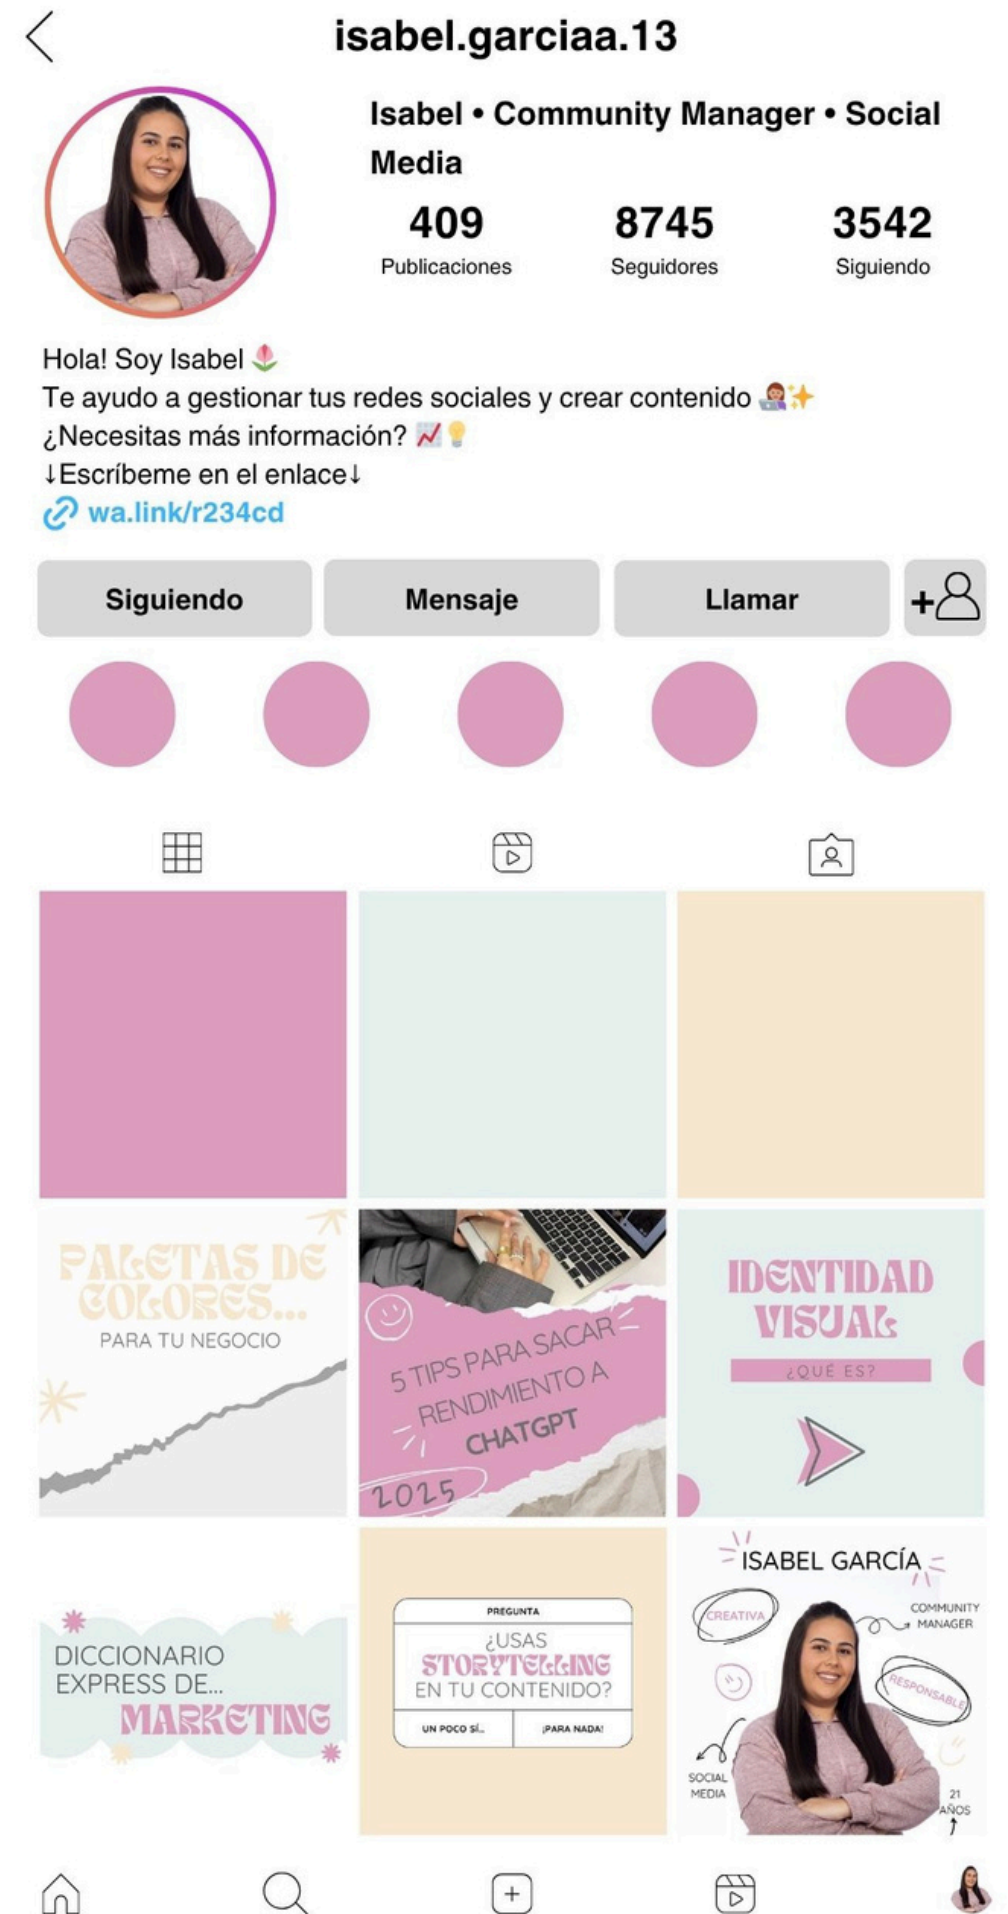 isabel.garciaa.13
Isabel • Community Manager • Social
Media
409
Publicaciones
8745
Seguidores
3542
Siguiendo
Hola! Soy Isabel 🌷
Te ayudo a gestionar tus redes sociales y crear contenido 👩🏽‍💻✨
¿Necesitas más información? 📈💡
↓Escríbeme en el enlace↓
wa.link/r234cd
Siguiendo
Mensaje
Llamar
PALETAS DE
COLORES...
PARA TU NEGOCIO
5 TIPS PARA SACAR
RENDIMIENTO A
CHATGPT
2025
IDENTIDAD
VISUAL
¿QUÉ ES?
DICCIONARIO
EXPRESS DE...
MARKETING
PREGUNTA
¿USAS
STORYTELLING
EN TU CONTENIDO?
UN POCO SÍ...
¡PARA NADA!
ISABEL GARCÍA
CREATIVA
COMMUNITY
MANAGER
RESPONSABLE
SOCIAL
MEDIA
21
AÑOS